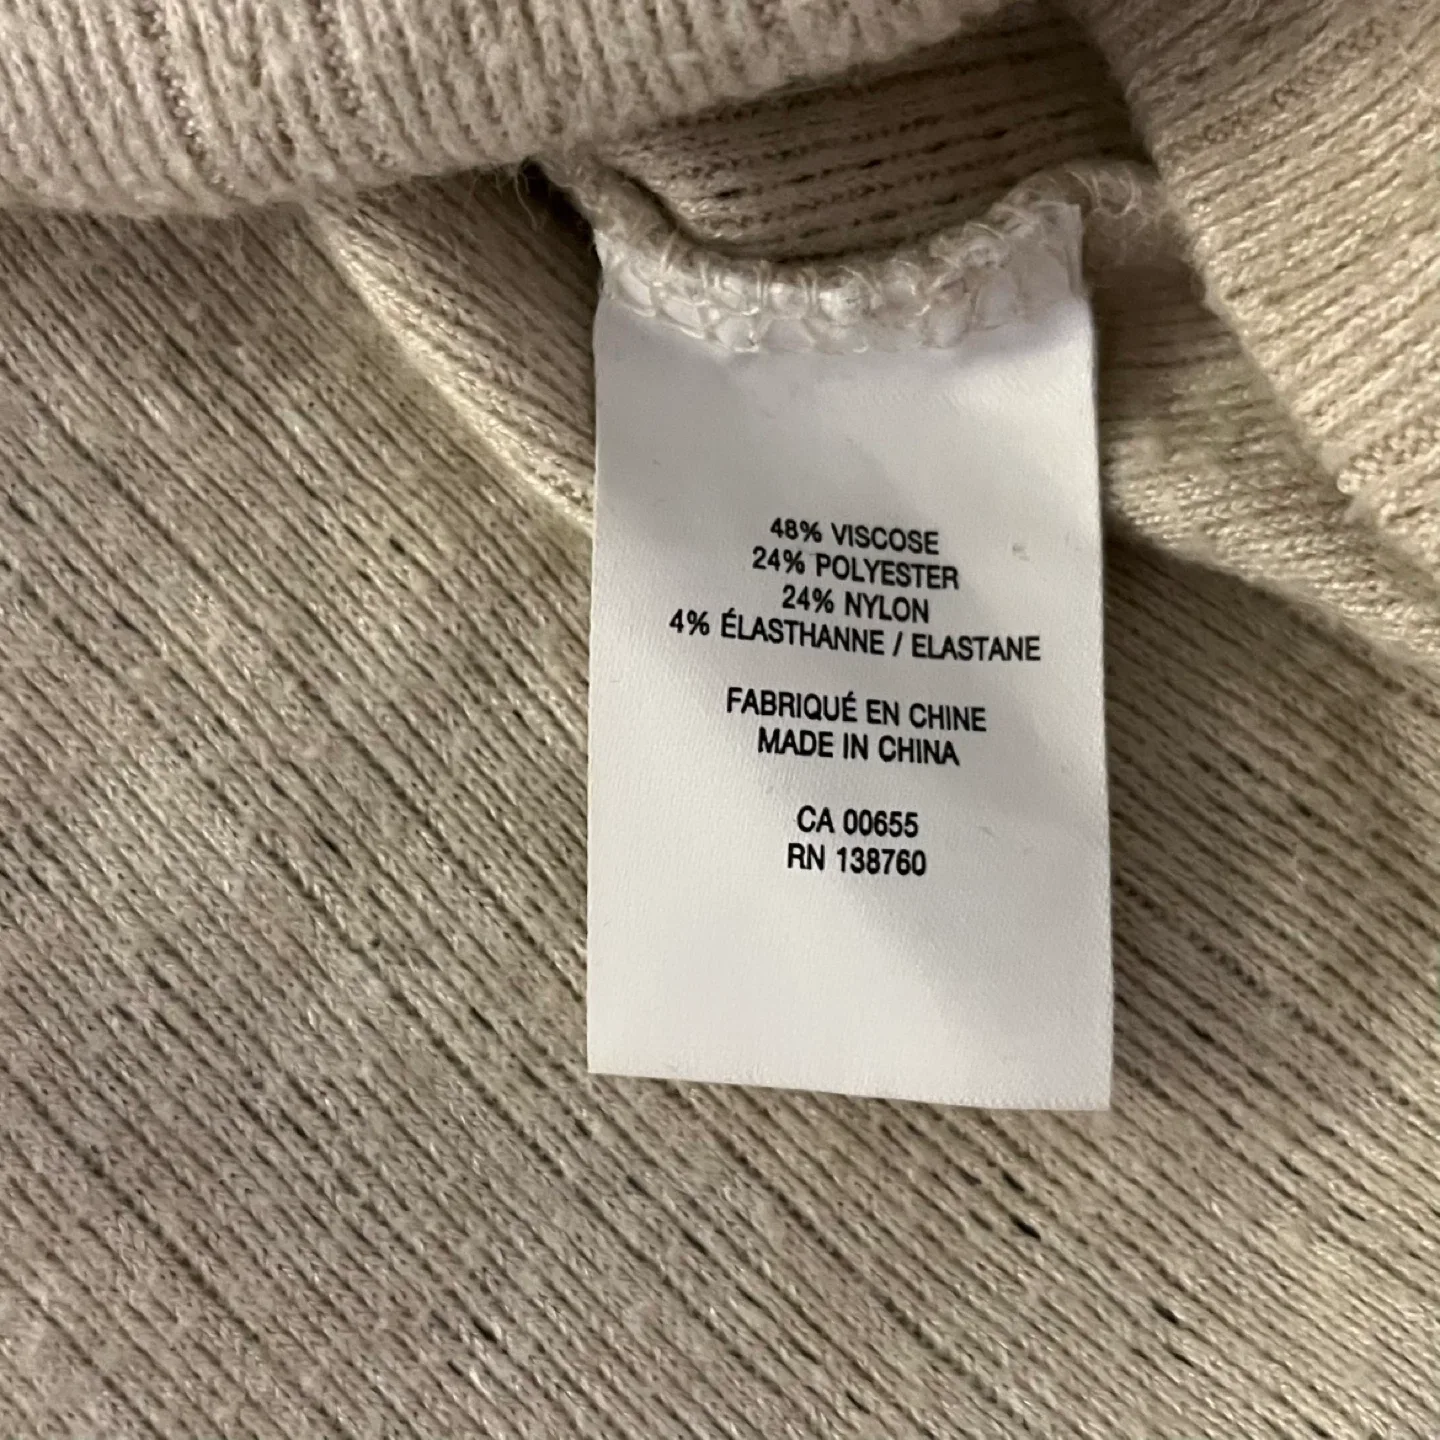 48% VISCOSE
24% POLYESTER
24% NYLON
4% ÉLASTHANNE / ELASTANE
FABRIQUÉ EN CHINE
MADE IN CHINA
CA 00655
RN 138760